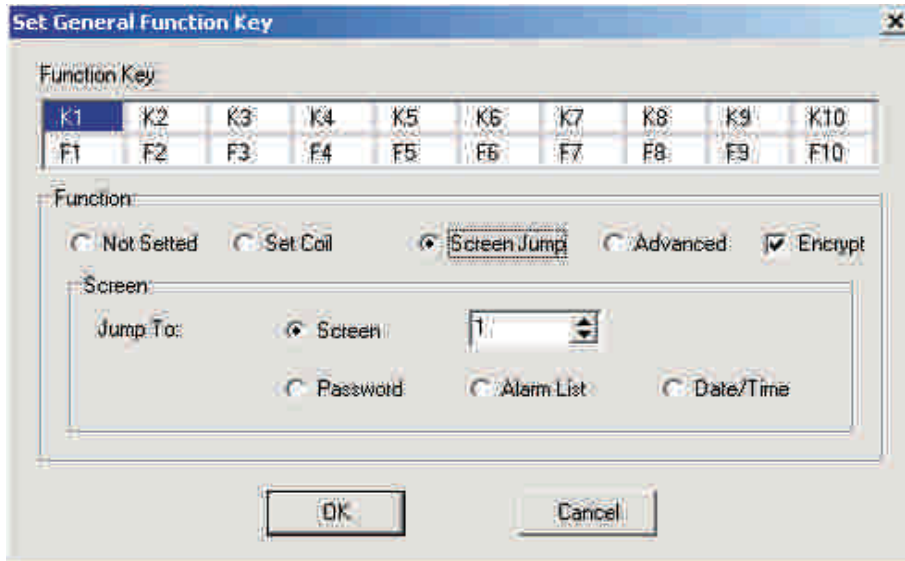 Set General Function Key
Function Key
K1 K2 K3 K4 K5 K6 K7 K8 K9 K10
F1 F2 F3 F4 F5 F6 F7 F8 F9 F10
Function
Not Setted Set Coil Screen Jump Advanced Encrypt
Screen
Jump To: Screen 1
Password Alarm List Date/Time
OK Cancel